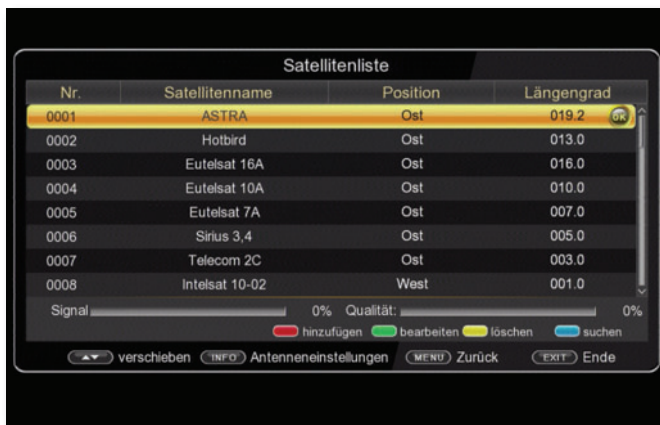 Satellitenliste
Nr. Satellitenname Position Längengrad
0001 ASTRA Ost 019.2 OK
0002 Hotbird Ost 013.0
0003 Eutelsat 16A Ost 016.0
0004 Eutelsat 10A Ost 010.0
0005 Eutelsat 7A Ost 007.0
0006 Sirius 3,4 Ost 005.0
0007 Telecom 2C Ost 003.0
0008 Intelsat 10-02 West 001.0
Signal 0% Qualität: 0%
hinzufügen bearbeiten löschen suchen
verschieben INFO Antenneneinstellungen MENU Zurück EXIT Ende